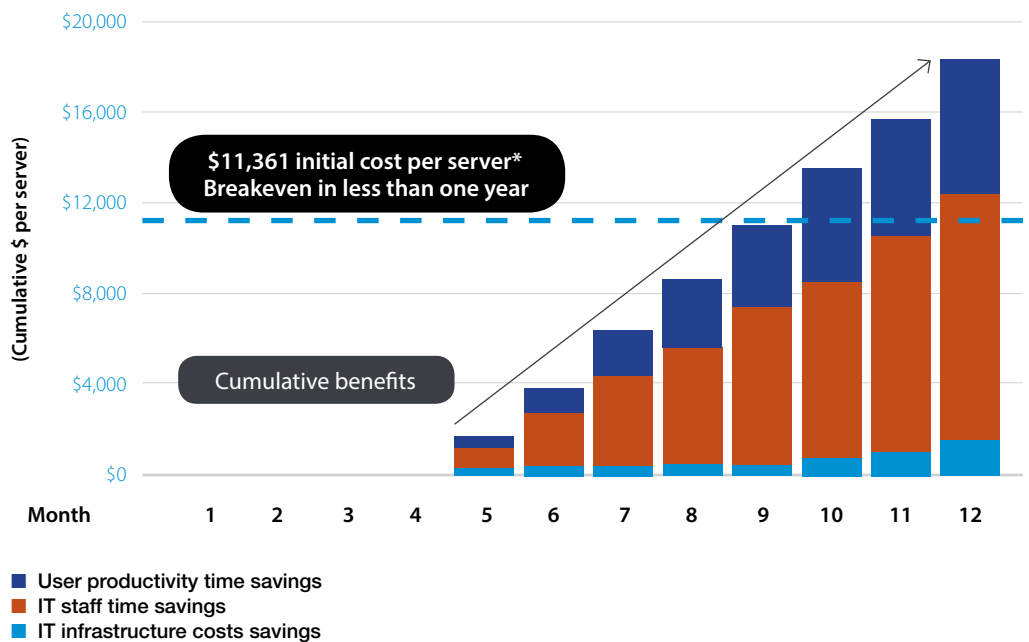 $20,000
$16,000
$12,000
$8,000
$4,000
$0
(Cumulative $ per server)
$11,361 initial cost per server*
Breakeven in less than one year
Cumulative benefits
Month 1 2 3 4 5 6 7 8 9 10 11 12
User productivity time savings
IT staff time savings
IT infrastructure costs savings